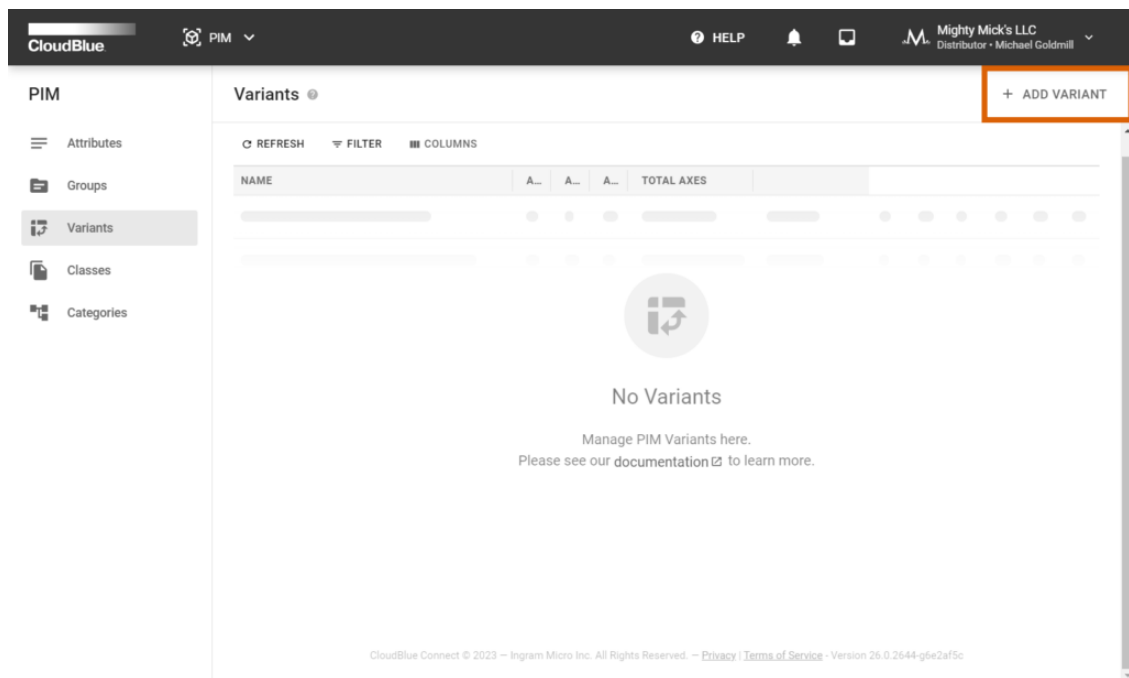 CloudBlue
PIM
HELP
Mighty Mick's LLC
Distributor • Michael Goldmill
PIM
Variants
+ ADD VARIANT
Attributes
Groups
Variants
Classes
Categories
REFRESH FILTER COLUMNS
NAME A... A... A... TOTAL AXES
No Variants
Manage PIM Variants here.
Please see our documentation to learn more.
CloudBlue Connect © 2023 – Ingram Micro Inc. All Rights Reserved. – Privacy | Terms of Service - Version 26.0.2644-g6e2af5c